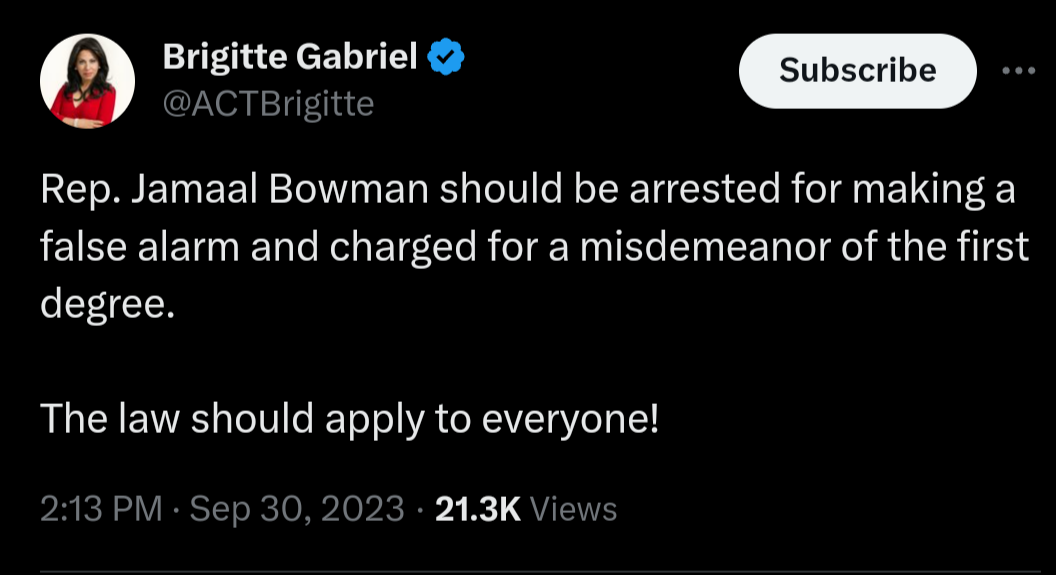 Brigitte Gabriel
@ACTBrigitte
Subscribe
Rep. Jamaal Bowman should be arrested for making a
false alarm and charged for a misdemeanor of the first
degree.
The law should apply to everyone!
2:13 PM · Sep 30, 2023 · 21.3K Views